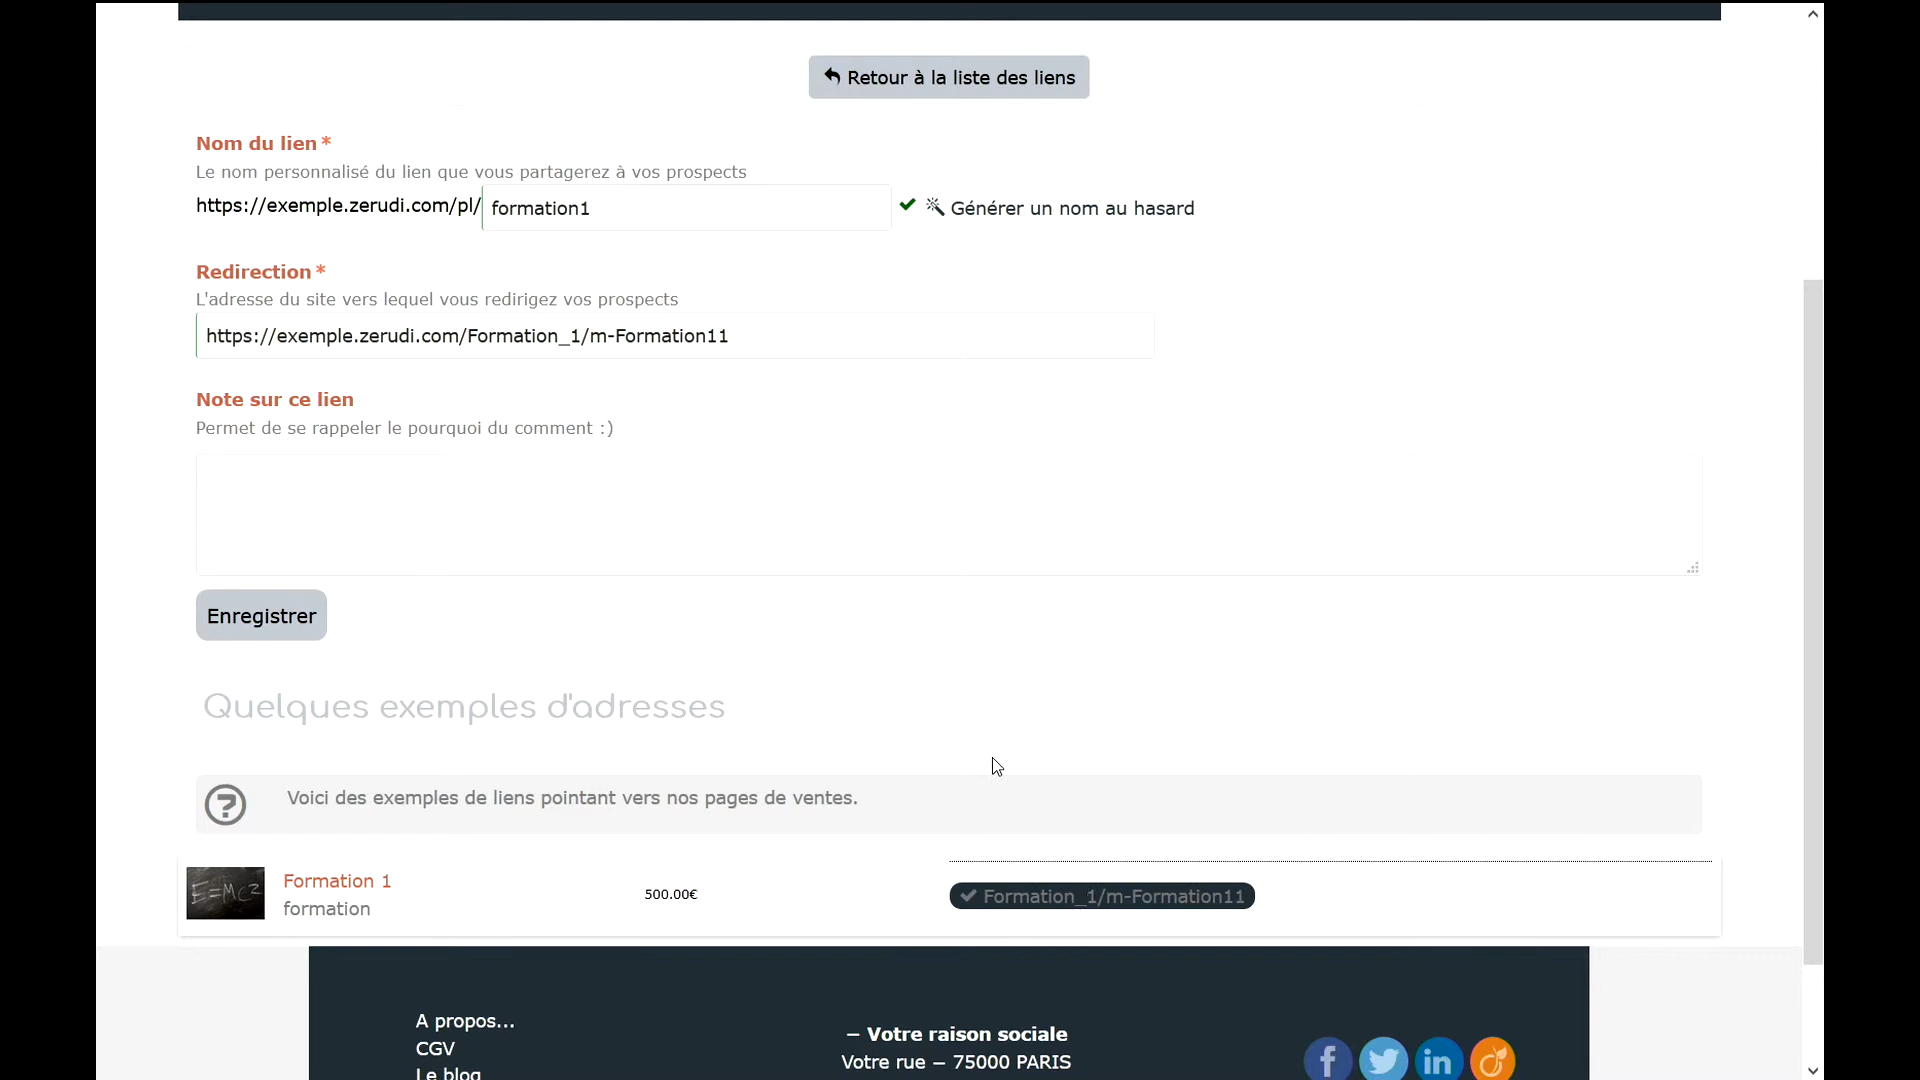 Retour à la liste des liens
Nom du lien *
Le nom personnalisé du lien que vous partagerez à vos prospects
https://exemple.zerudi.com/pl/ formation1 Générer un nom au hasard
Redirection *
L'adresse du site vers lequel vous redirigez vos prospects
https://exemple.zerudi.com/Formation_1/m-Formation11
Note sur ce lien
Permet de se rappeler le pourquoi du comment :)
Enregistrer
Quelques exemples d'adresses
? Voici des exemples de liens pointant vers nos pages de ventes.
E=MC2
Formation 1
formation
500.00€
Formation_1/m-Formation11
A propos...
CGV
Le blog
– Votre raison sociale
Votre rue – 75000 PARIS
f
in